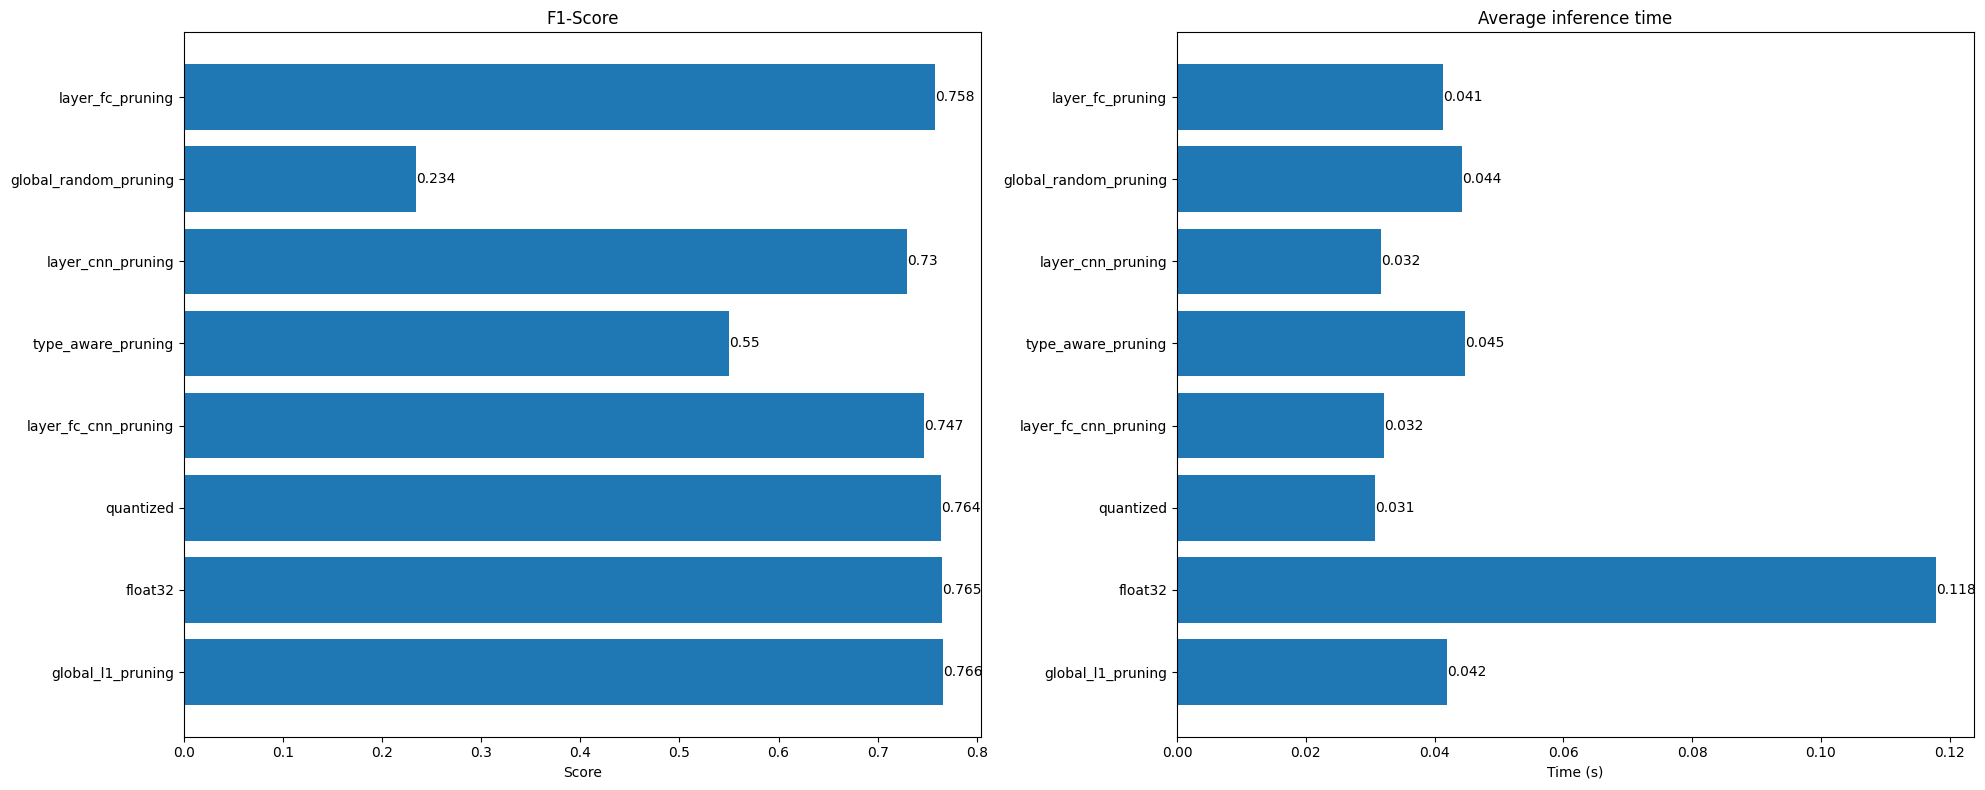 F1-Score
layer_fc_pruning
0.758
global_random_pruning
0.234
layer_cnn_pruning
0.73
type_aware_pruning
0.55
layer_fc_cnn_pruning
0.747
quantized
0.764
float32
0.765
global_l1_pruning
0.766
0.0 0.1 0.2 0.3 0.4 0.5 0.6 0.7 0.8
Score
Average inference time
layer_fc_pruning
0.041
global_random_pruning
0.044
layer_cnn_pruning
0.032
type_aware_pruning
0.045
layer_fc_cnn_pruning
0.032
quantized
0.031
float32
0.118
global_l1_pruning
0.042
0.00 0.02 0.04 0.06 0.08 0.10 0.12
Time (s)